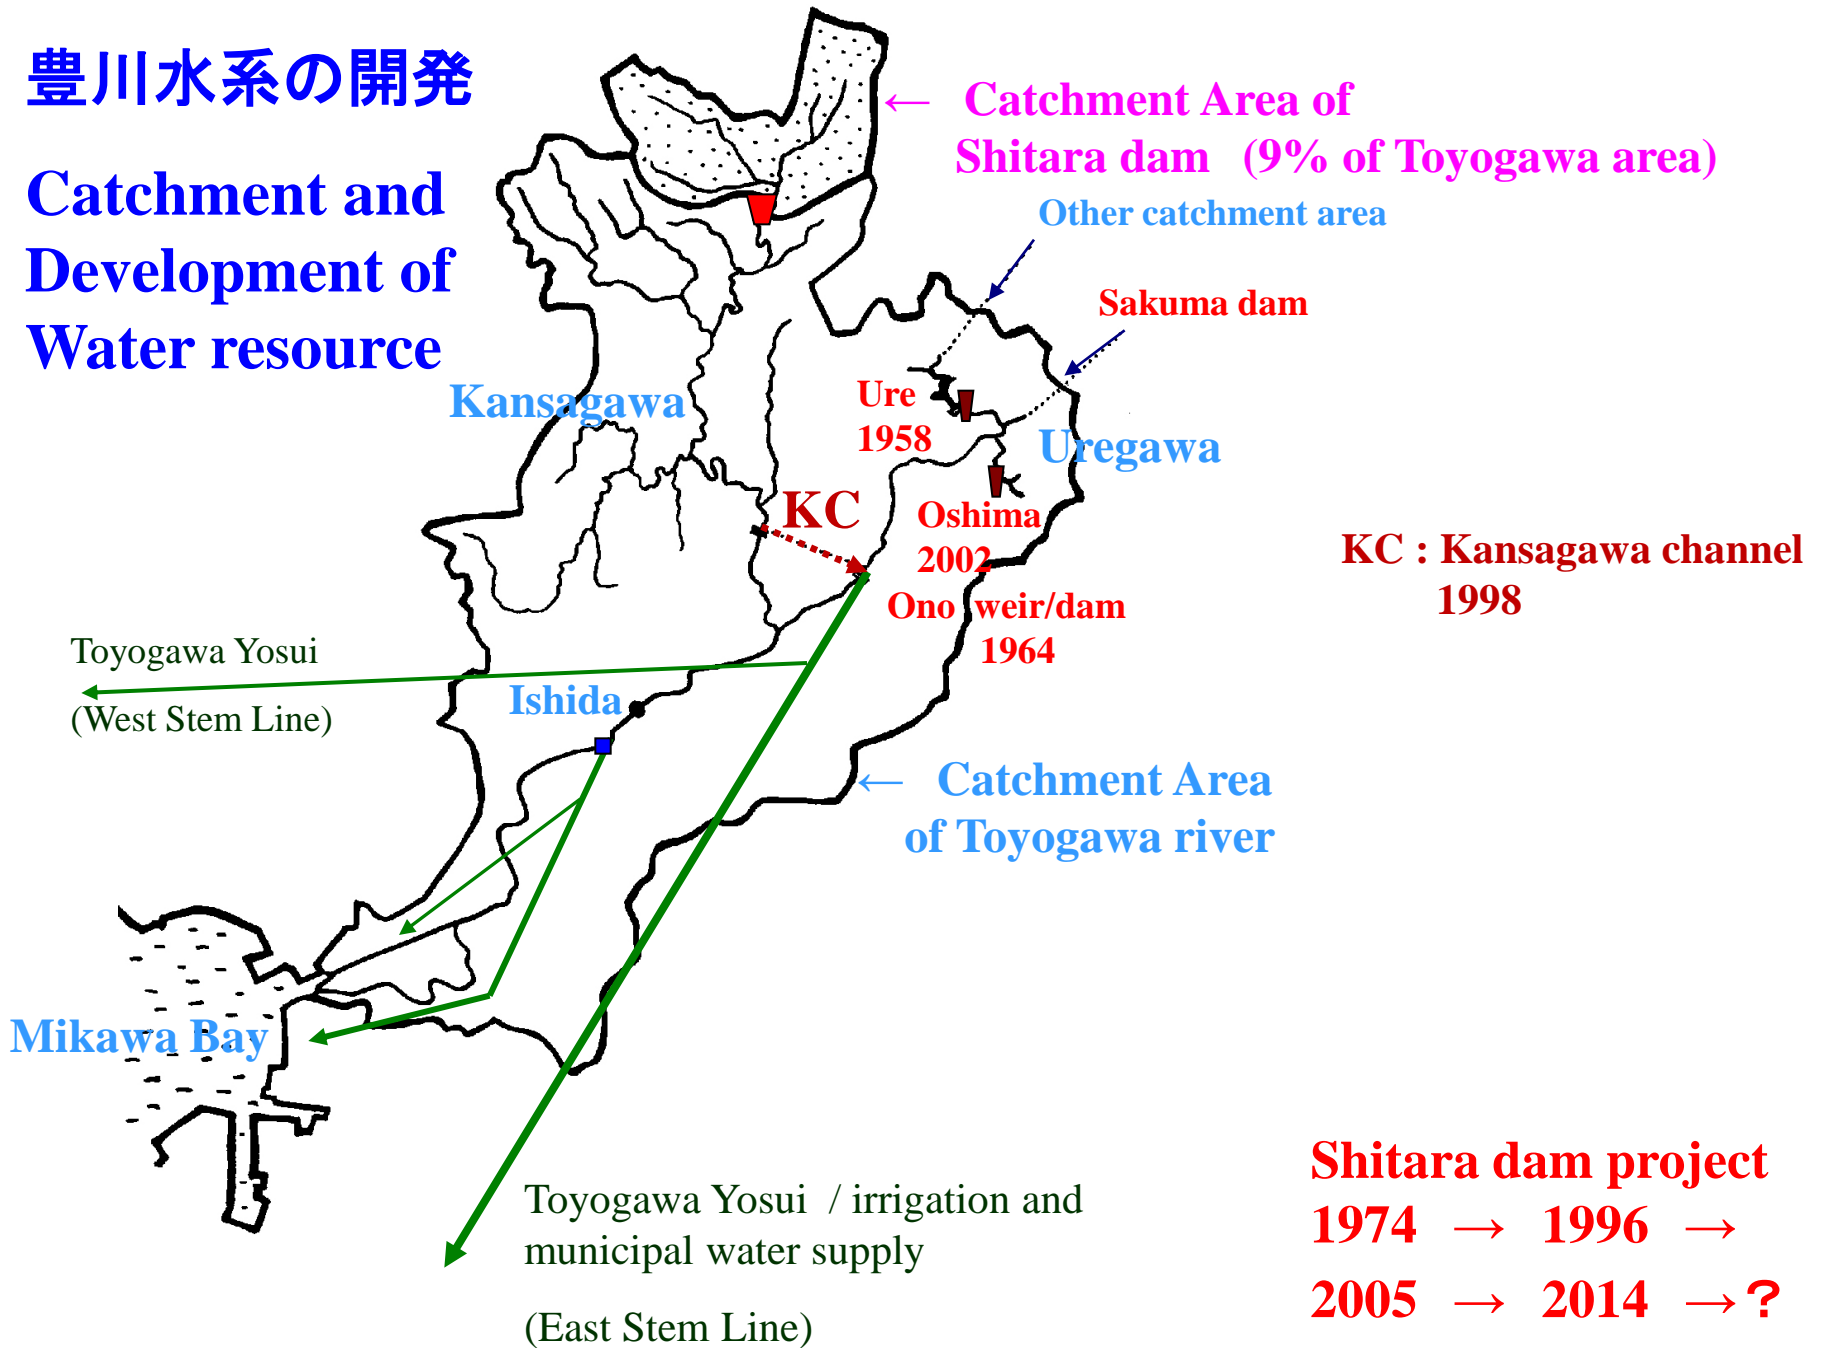 豊川水系の開発
Catchment and
Development of
Water resource
← Catchment Area of
Shitara dam (9% of Toyogawa area)
Other catchment area
Sakuma dam
Kansagawa
Ure
1958
Uregawa
KC
Oshima
2002
Ono weir/dam
1964
KC : Kansagawa channel
1998
Toyogawa Yosui
(West Stem Line)
Ishida
← Catchment Area
of Toyogawa river
Mikawa Bay
Toyogawa Yosui / irrigation and
municipal water supply
(East Stem Line)
Shitara dam project
1974 → 1996 →
2005 → 2014 →？